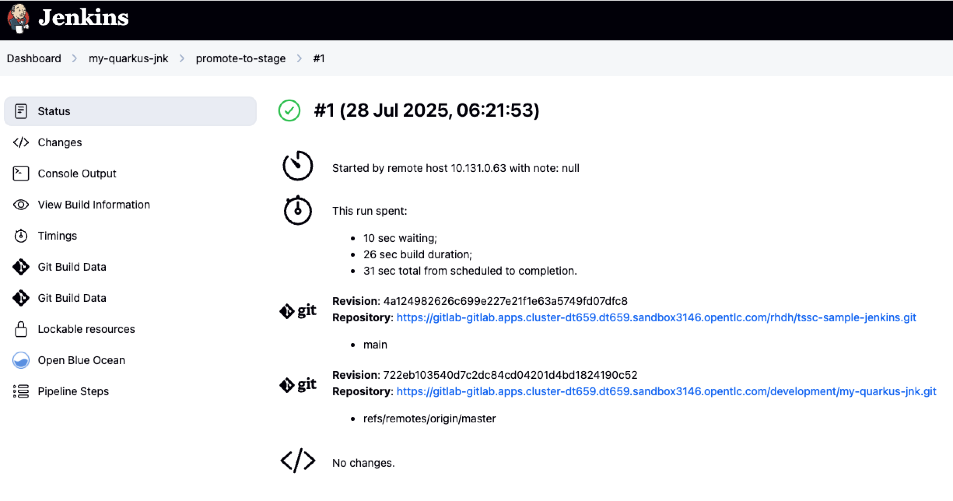 Jenkins
Dashboard > my-quarkus-jnk > promote-to-stage > #1
Status
Changes
Console Output
View Build Information
Timings
Git Build Data
Git Build Data
Lockable resources
Open Blue Ocean
Pipeline Steps
#1 (28 Jul 2025, 06:21:53)
Started by remote host 10.131.0.63 with note: null
This run spent:
• 10 sec waiting;
• 26 sec build duration;
• 31 sec total from scheduled to completion.
git
Revision: 4a124982626c699e227e21f1e63a5749fd07dfc8
Repository: https://gitlab-gitlab.apps.cluster-dt659.dt659.sandbox3146.opentlc.com/rhdh/tssc-sample-jenkins.git
• main
git
Revision: 722eb103540d7c2dc84cd04201d4bd1824190c52
Repository: https://gitlab-gitlab.apps.cluster-dt659.dt659.sandbox3146.opentlc.com/development/my-quarkus-jnk.git
• refs/remotes/origin/master
No changes.